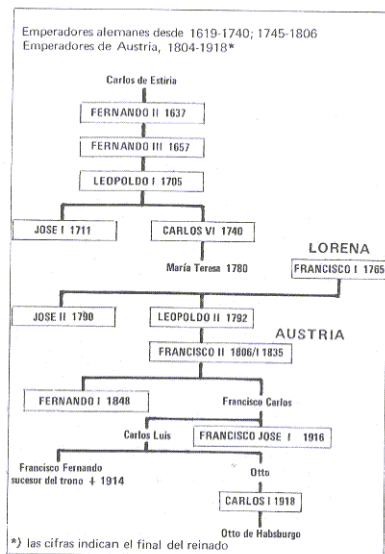 Emperadores alemanes desde 1619-1740; 1745-1806
Emperadores de Austria, 1804-1918*
Carlos de Estiria
FERNANDO II 1637
FERNANDO III 1657
LEOPOLDO I 1705
JOSE I 1711
CARLOS VI 1740
LORENA
María Teresa 1780
FRANCISCO I 1765
JOSE II 1790
LEOPOLDO II 1792
AUSTRIA
FRANCISCO II 1806/I 1835
FERNANDO I 1848
Francisco Carlos
Carlos Luis
FRANCISCO JOSE I 1916
Francisco Fernando
sucesor del trono + 1914
Otto
CARLOS I 1918
Otto de Habsburgo
*) las cifras indican el final del reinado